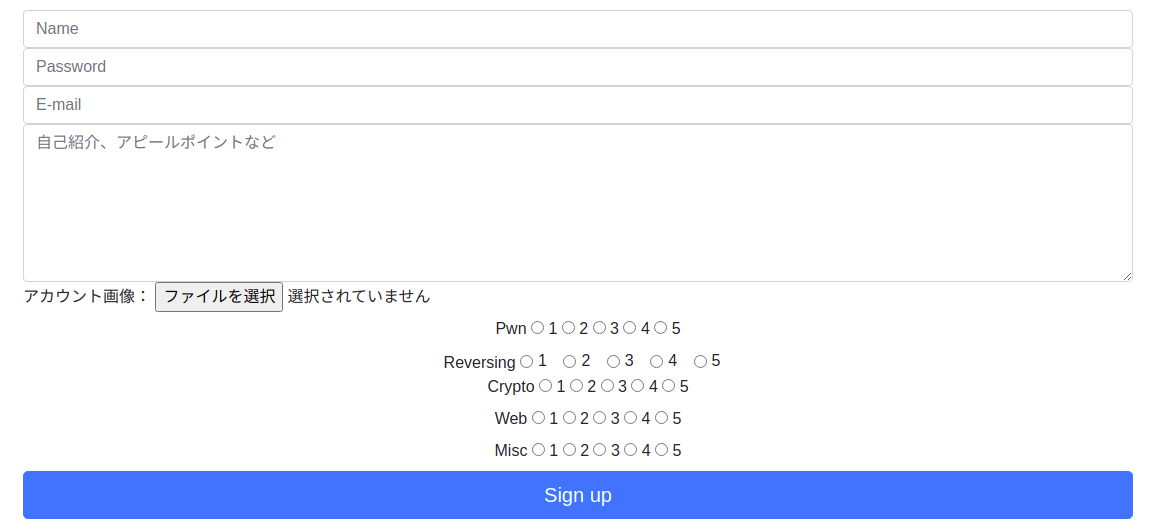 Name
Password
E-mail
自己紹介、アピールポイントなど
アカウント画像： ファイルを選択 選択されていません
Pwn 1 2 3 4 5
Reversing 1 2 3 4 5
Crypto 1 2 3 4 5
Web 1 2 3 4 5
Misc 1 2 3 4 5
Sign up